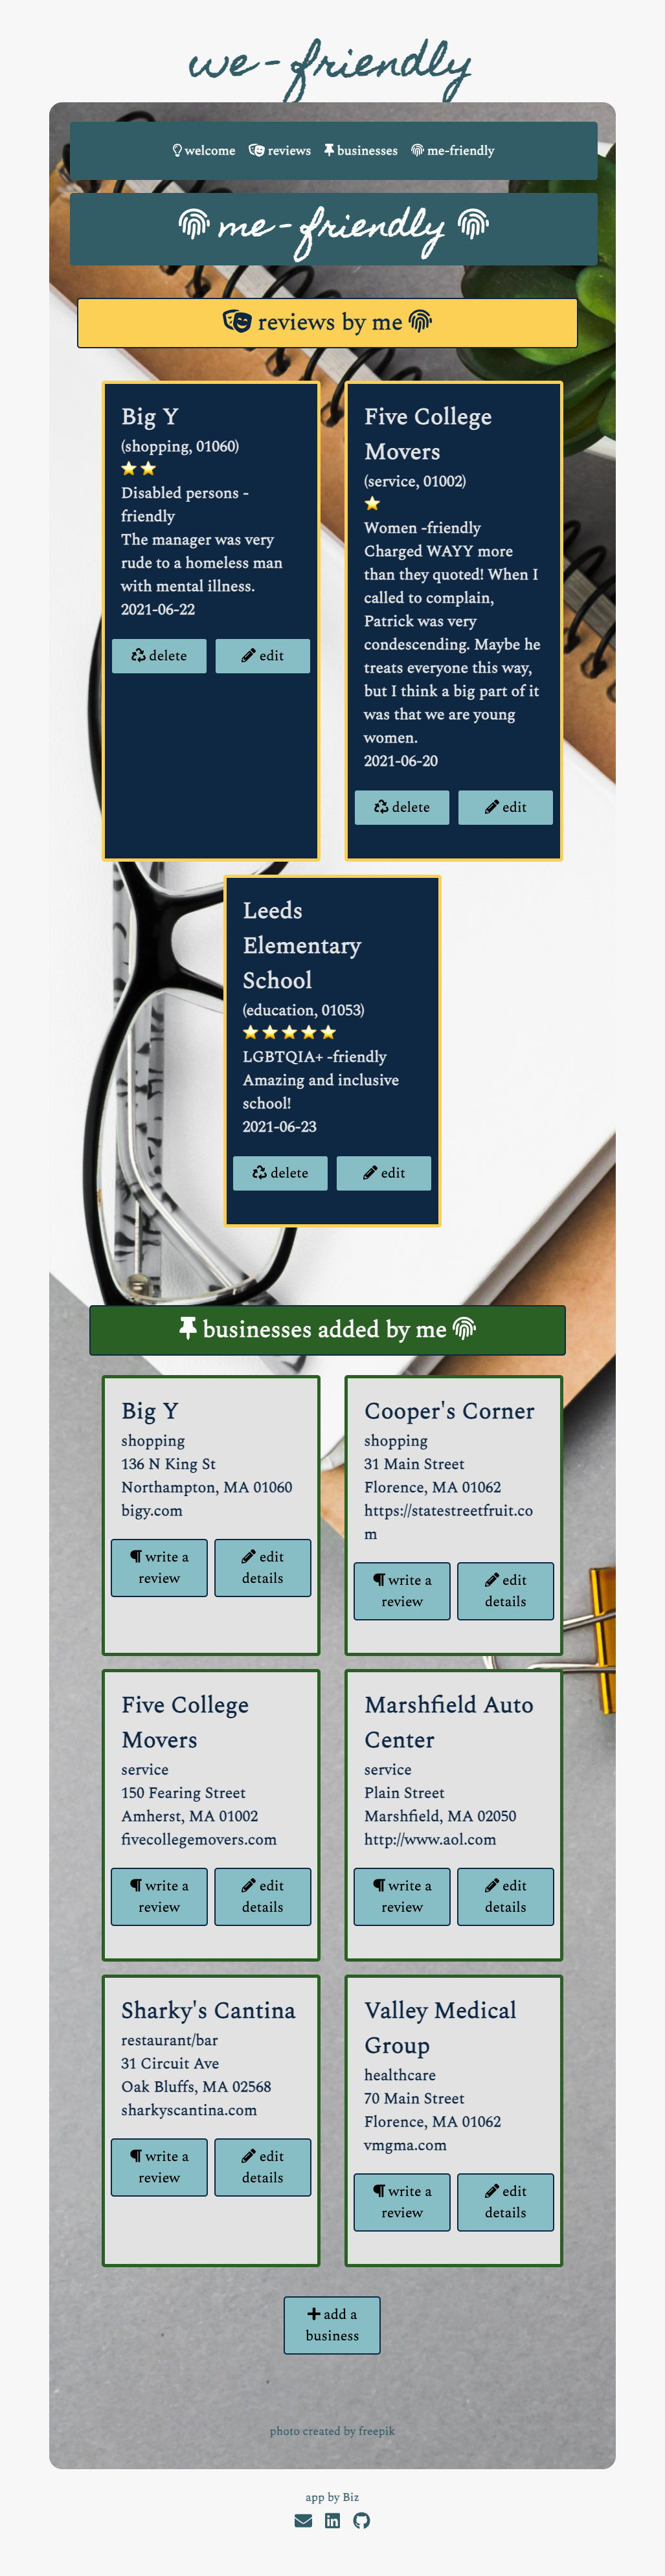 we - friendly
welcome reviews businesses me-friendly
me - friendly
reviews by me
Big Y
(shopping, 01060)
Disabled persons -
friendly
The manager was very
rude to a homeless man
with mental illness.
2021-06-22
delete edit
Five College
Movers
(service, 01002)
Women -friendly
Charged WAYY more
than they quoted! When I
called to complain,
Patrick was very
condescending. Maybe he
treats everyone this way,
but I think a big part of it
was that we are young
women.
2021-06-20
delete edit
Leeds
Elementary
School
(education, 01053)
LGBTQIA+ -friendly
Amazing and inclusive
school!
2021-06-23
delete edit
businesses added by me
Big Y
shopping
136 N King St
Northampton, MA 01060
bigy.com
write a
review
edit
details
Cooper's Corner
shopping
31 Main Street
Florence, MA 01062
https://statestreetfruit.co
m
write a
review
edit
details
Five College
Movers
service
150 Fearing Street
Amherst, MA 01002
fivecollegemovers.com
write a
review
edit
details
Marshfield Auto
Center
service
Plain Street
Marshfield, MA 02050
http://www.aol.com
write a
review
edit
details
Sharky's Cantina
restaurant/bar
31 Circuit Ave
Oak Bluffs, MA 02568
sharkyscantina.com
write a
review
edit
details
Valley Medical
Group
healthcare
70 Main Street
Florence, MA 01062
vmgma.com
write a
review
edit
details
add a
business
photo created by freepik
app by Biz